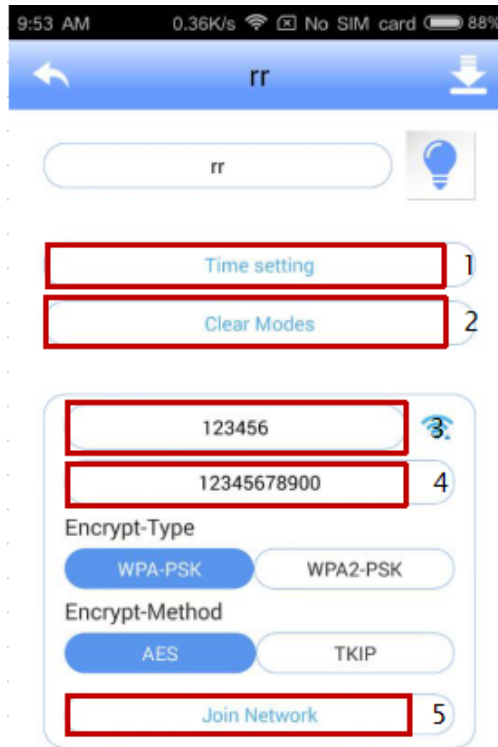 9:53 AM 0.36K/s No SIM card 88%
rr
rr
Time setting 1
Clear Modes 2
123456 3
12345678900 4
Encrypt-Type
WPA-PSK WPA2-PSK
Encrypt-Method
AES TKIP
Join Network 5